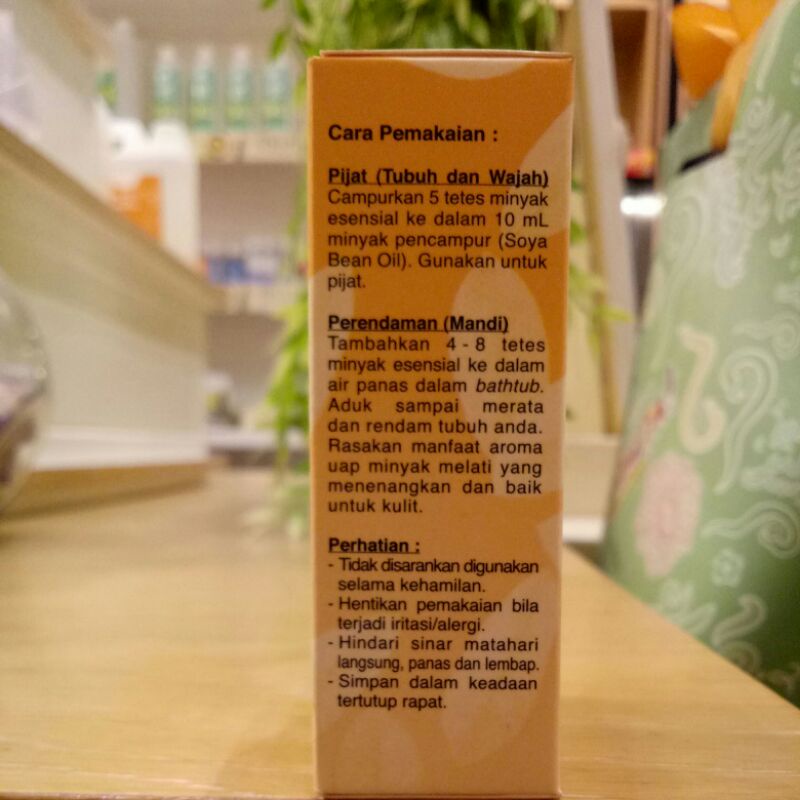 Cara Pemakaian :
Pijat (Tubuh dan Wajah)
Campurkan 5 tetes minyak
esensial ke dalam 10 mL
minyak pencampur (Soya
Bean Oil). Gunakan untuk
pijat.
Perendaman (Mandi)
Tambahkan 4 - 8 tetes
minyak esensial ke dalam
air panas dalam bathtub.
Aduk sampai merata
dan rendam tubuh anda.
Rasakan manfaat aroma
uap minyak melati yang
menenangkan dan baik
untuk kulit.
Perhatian :
- Tidak disarankan digunakan
selama kehamilan.
- Hentikan pemakaian bila
terjadi iritasi/alergi.
- Hindari sinar matahari
langsung, panas dan lembap.
- Simpan dalam keadaan
tertutup rapat.